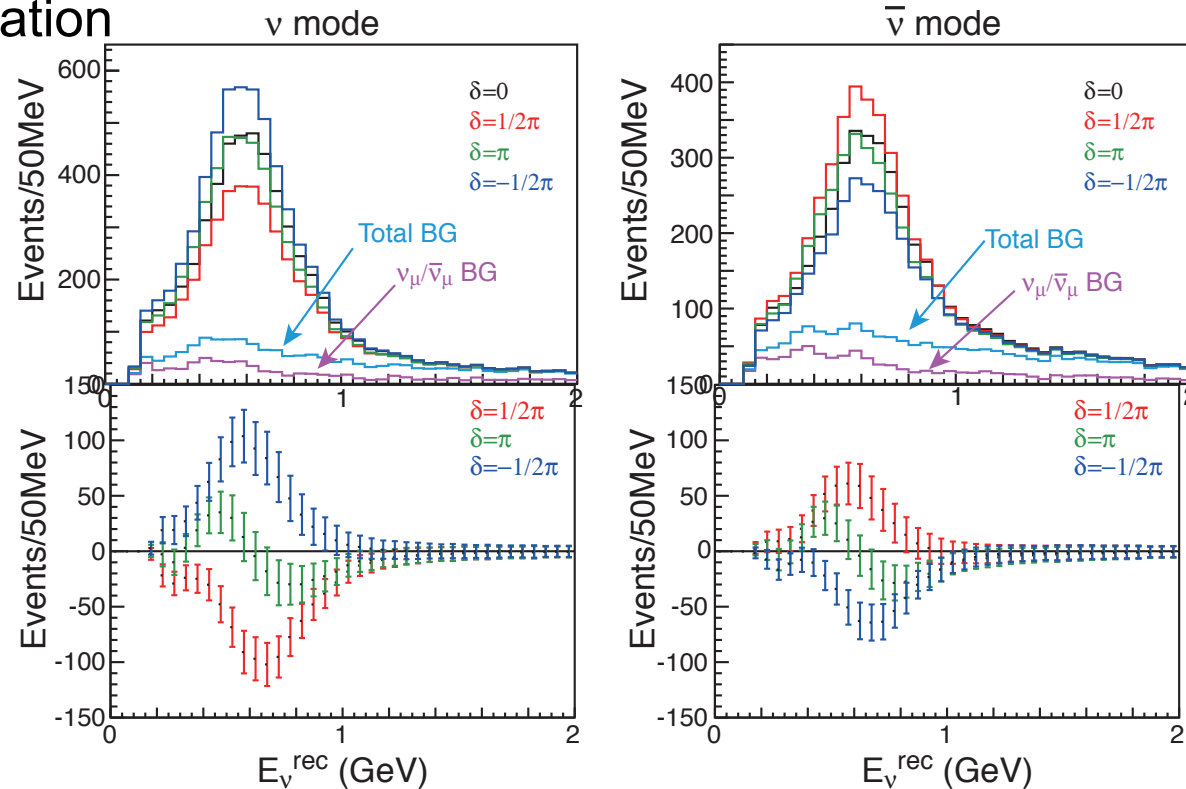 ation
ν mode
600
400
200
0
Events/50MeV
δ=0
δ=1/2π
δ=π
δ=−1/2π
Total BG
νμ/ν̅μ BG
0
1
2
150
100
50
0
-50
-100
-150
Events/50MeV
δ=1/2π
δ=π
δ=−1/2π
0
1
2
Eνrec (GeV)
ν̅ mode
400
300
200
100
0
Events/50MeV
δ=0
δ=1/2π
δ=π
δ=−1/2π
Total BG
νμ/ν̅μ BG
0
1
150
100
50
0
-50
-100
-150
Events/50MeV
δ=1/2π
δ=π
δ=−1/2π
0
1
2
Eνrec (GeV)